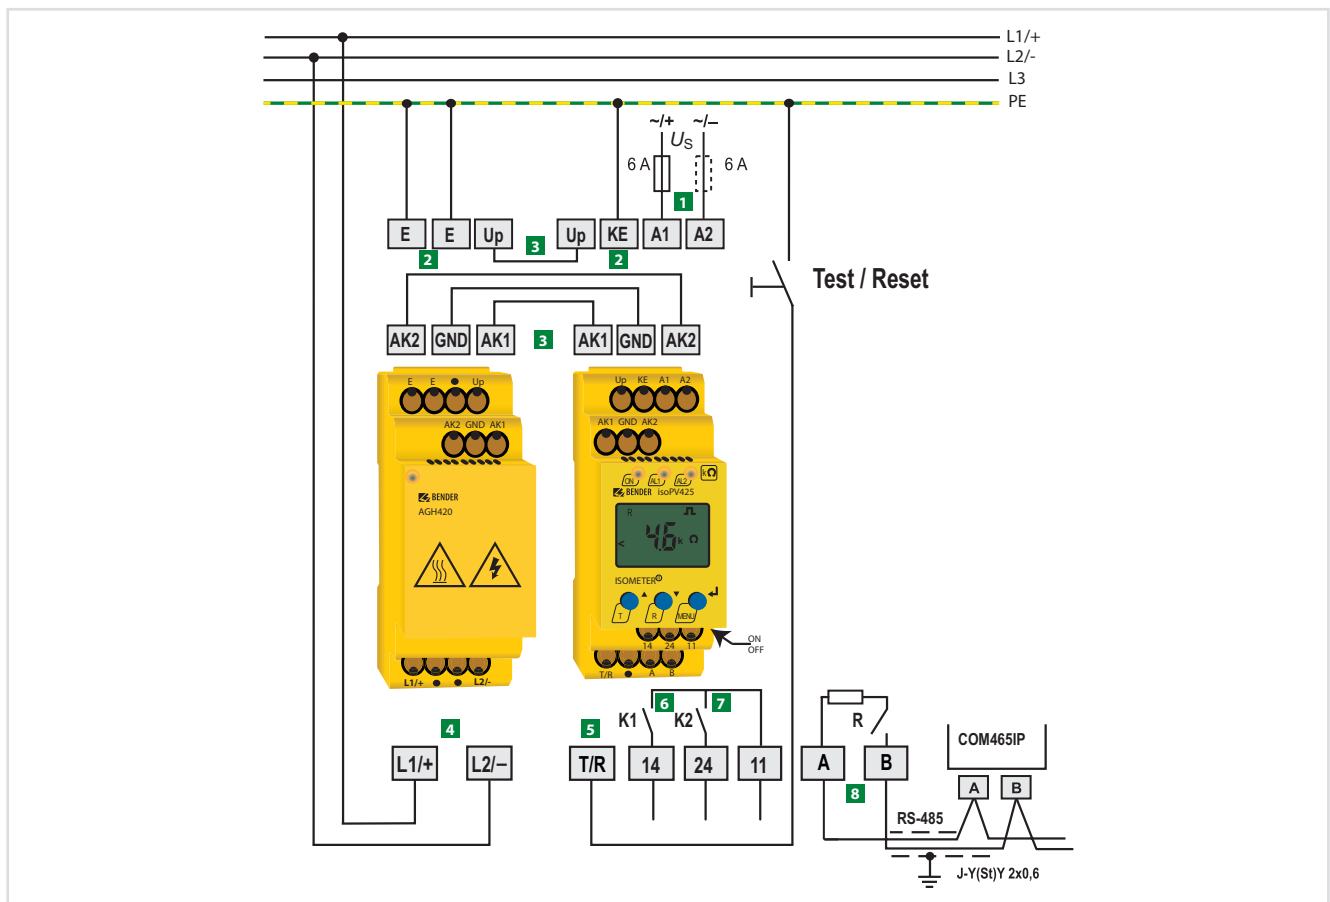 L1/+
L2/-
L3
PE
~/+ ~/–
US
6 A 6 A
1
E E Up 3 Up KE A1 A2
2 2
Test / Reset
AK2 GND AK1 3 AK1 GND AK2
E E Up
AK2 GND AK1
BENDER
AGH420
L1/+ L2/-
Up KE A1 A2
AK1 GND AK2
ON AL1 AL2 kΩ
BENDER isoPV425
R
< 4.6 k Ω
ISOMETER®
T R MENU
ON
OFF
14 24 11
T/R A B
4 5 K1 6 K2 7
L1/+ L2/– T/R 14 24 11
R
A B
8
COM465IP
A B
RS-485
J-Y(St)Y 2x0,6